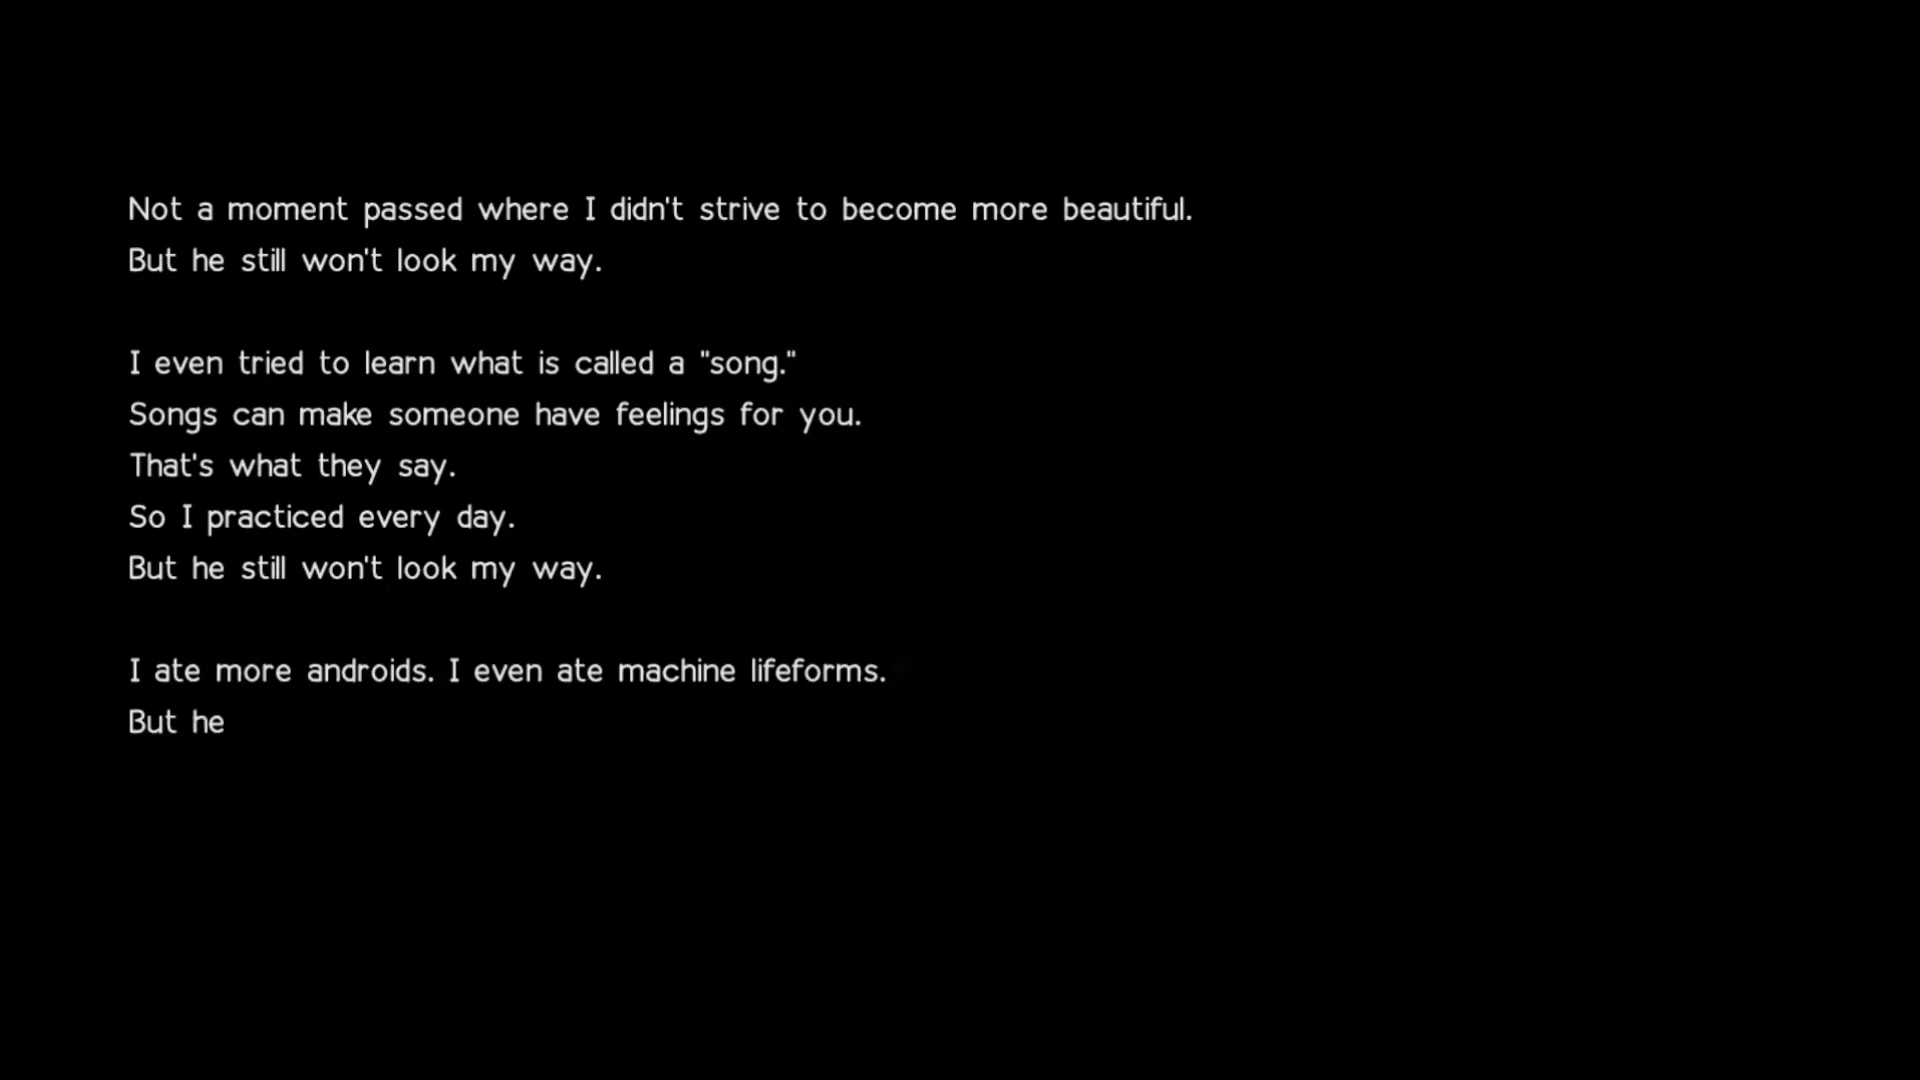 Not a moment passed where I didn't strive to become more beautiful.
But he still won't look my way.
I even tried to learn what is called a "song."
Songs can make someone have feelings for you.
That's what they say.
So I practiced every day.
But he still won't look my way.
I ate more androids. I even ate machine lifeforms.
But he